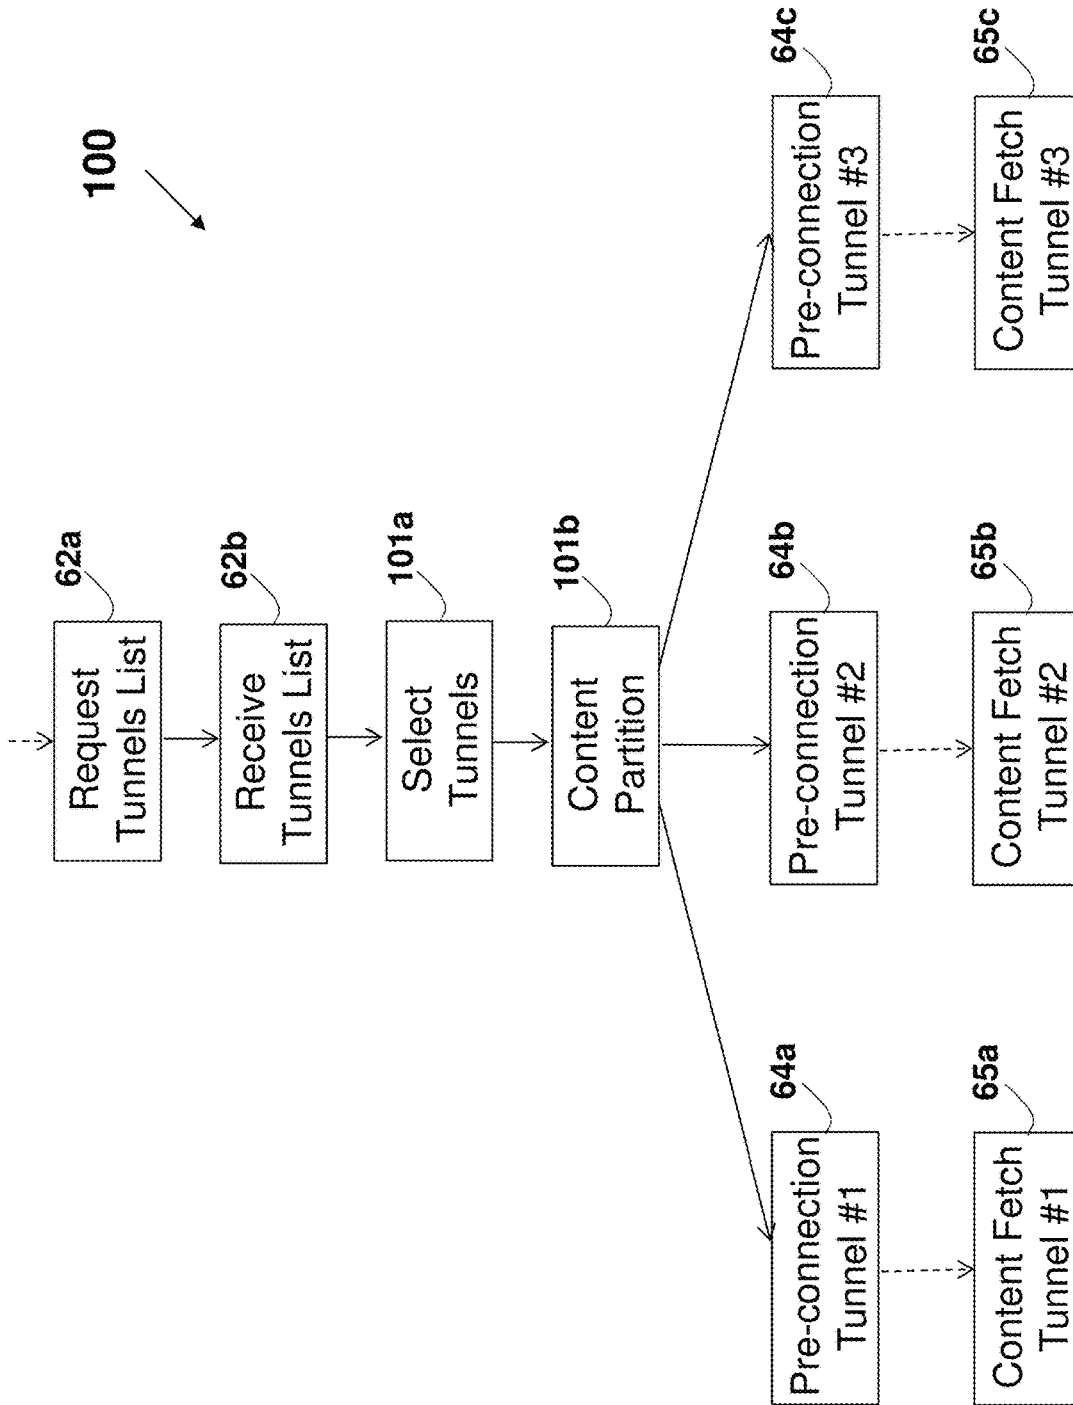 100
62a
Request
Tunnels List
62b
Receive
Tunnels List
101a
Select
Tunnels
101b
Content
Partition
64a
Pre-connection
Tunnel #1
64b
Pre-connection
Tunnel #2
64c
Pre-connection
Tunnel #3
65a
Content Fetch
Tunnel #1
65b
Content Fetch
Tunnel #2
65c
Content Fetch
Tunnel #3